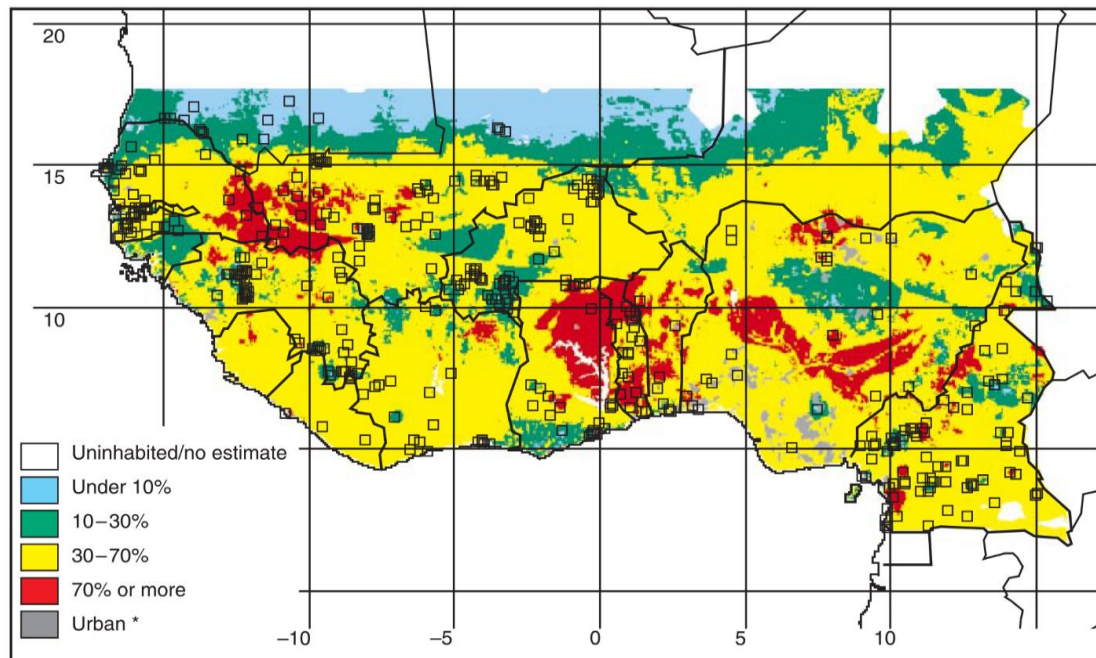 20
15
10
Uninhabited/no estimate
Under 10%
10–30%
30–70%
70% or more
Urban *
–10
–5
0
5
10